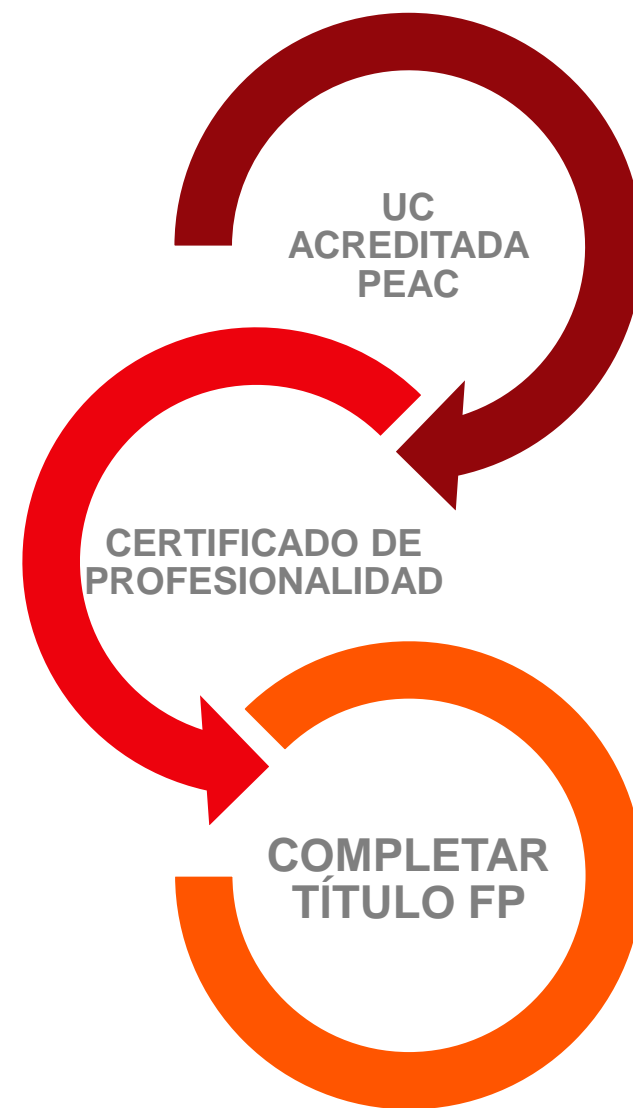 UC
ACREDITADA
PEAC
CERTIFICADO DE
PROFESIONALIDAD
COMPLETAR
TÍTULO FP